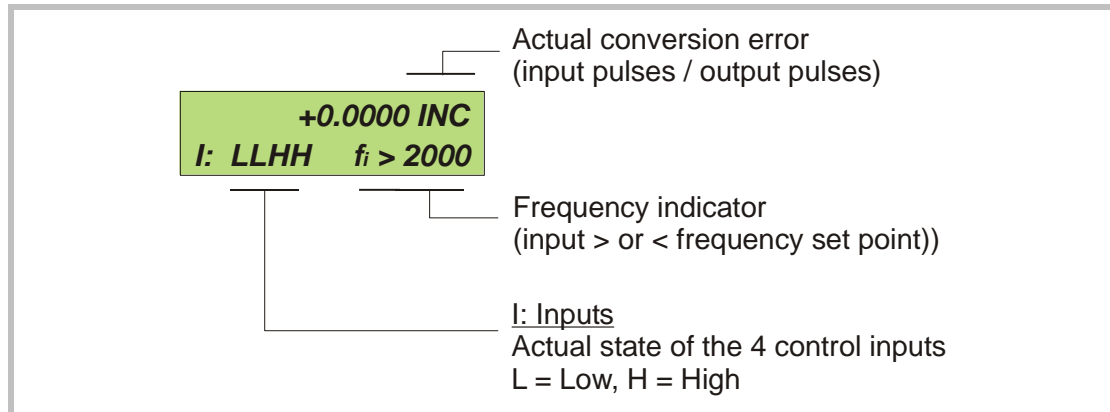 Actual conversion error
(input pulses / output pulses)
+0.0000 INC
I: LLHH fi > 2000
Frequency indicator
(input > or < frequency set point))
I: Inputs
Actual state of the 4 control inputs
L = Low, H = High